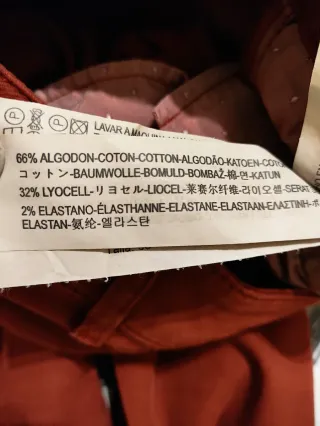 LAVAR A MAQUINA
66% ALGODON-COTON-COTTON-ALGODÃO-KATOEN-COTO
コットン-BAUMWOLLE-BOMULD-BOMBAŽ-棉-면-KATUN
32% LYOCELL-リヨセル-LIOCEL-莱赛尔纤维-라이오셀-SERAT
2% ELASTANO-ÉLASTHANNE-ELASTANE-ELASTAAN-ΕΛΑΣΤΙΝΗ-ポ
ELASTAN-氨纶-엘라스탄